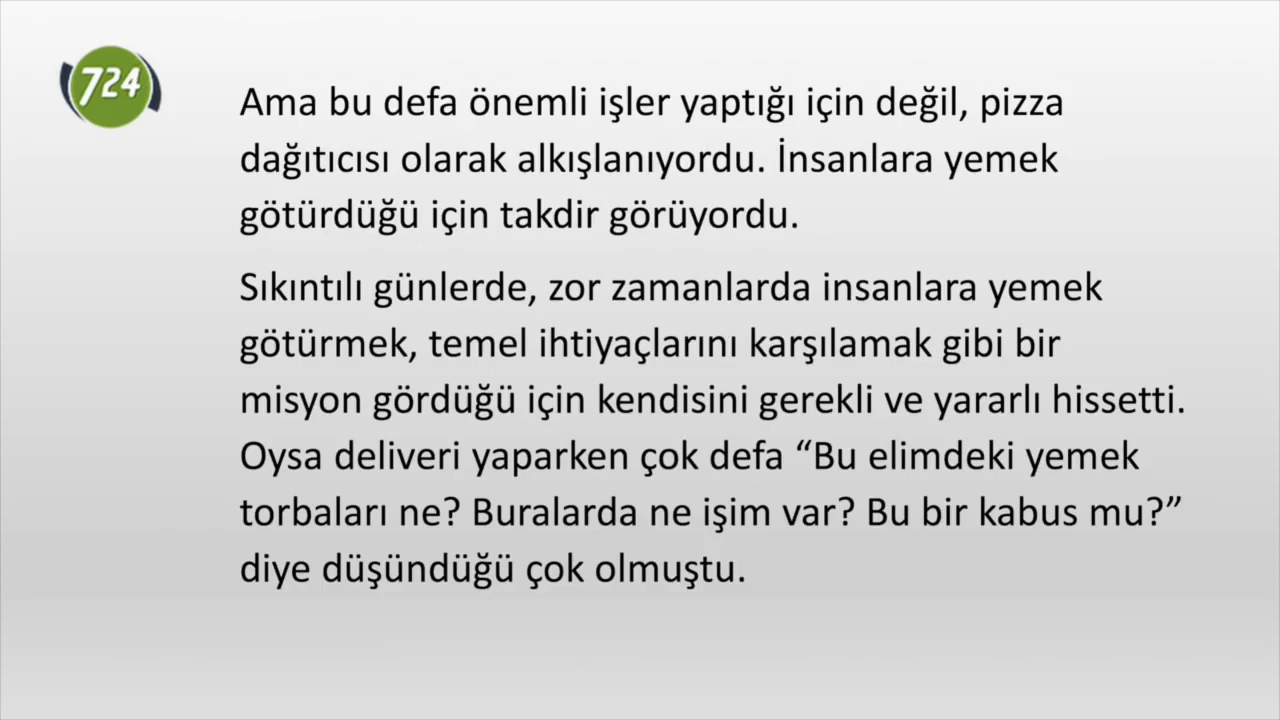 724
Ama bu defa önemli işler yaptığı için değil, pizza
dağıtıcısı olarak alkışlanıyordu. İnsanlara yemek
götürdüğü için takdir görüyordu.
Sıkıntılı günlerde, zor zamanlarda insanlara yemek
götürmek, temel ihtiyaçlarını karşılamak gibi bir
misyon gördüğü için kendisini gerekli ve yararlı hissetti.
Oysa deliveri yaparken çok defa “Bu elimdeki yemek
torbaları ne? Buralarda ne işim var? Bu bir kabus mu?”
diye düşündüğü çok olmuştu.